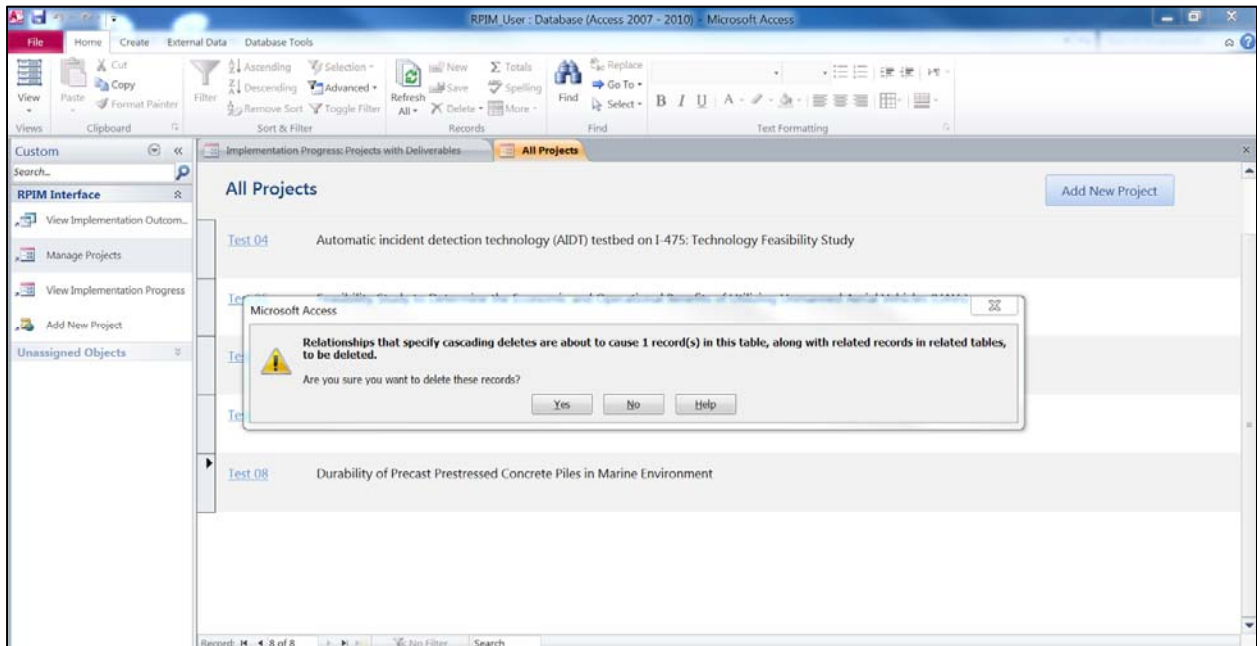 RPIM_User : Database (Access 2007 - 2010) - Microsoft Access
File Home Create External Data Database Tools
View
Views
Paste
Cut
Copy
Format Painter
Clipboard
Filter
Ascending
Descending
Remove Sort
Selection
Advanced
Toggle Filter
Sort & Filter
Refresh All
New
Save
Delete
Totals
Spelling
More
Records
Find
Replace
Go To
Select
Find
B I U A
Text Formatting
Custom
Search...
RPIM Interface
View Implementation Outcom...
Manage Projects
View Implementation Progress
Add New Project
Unassigned Objects
Implementation Progress: Projects with Deliverables
All Projects
All Projects
Add New Project
Test 04 Automatic incident detection technology (AIDT) testbed on I-475: Technology Feasibility Study
Microsoft Access
Relationships that specify cascading deletes are about to cause 1 record(s) in this table, along with related records in related tables,
to be deleted.
Are you sure you want to delete these records?
Yes No Help
Test 08 Durability of Precast Prestressed Concrete Piles in Marine Environment
Record: 8 of 8 No Filter Search